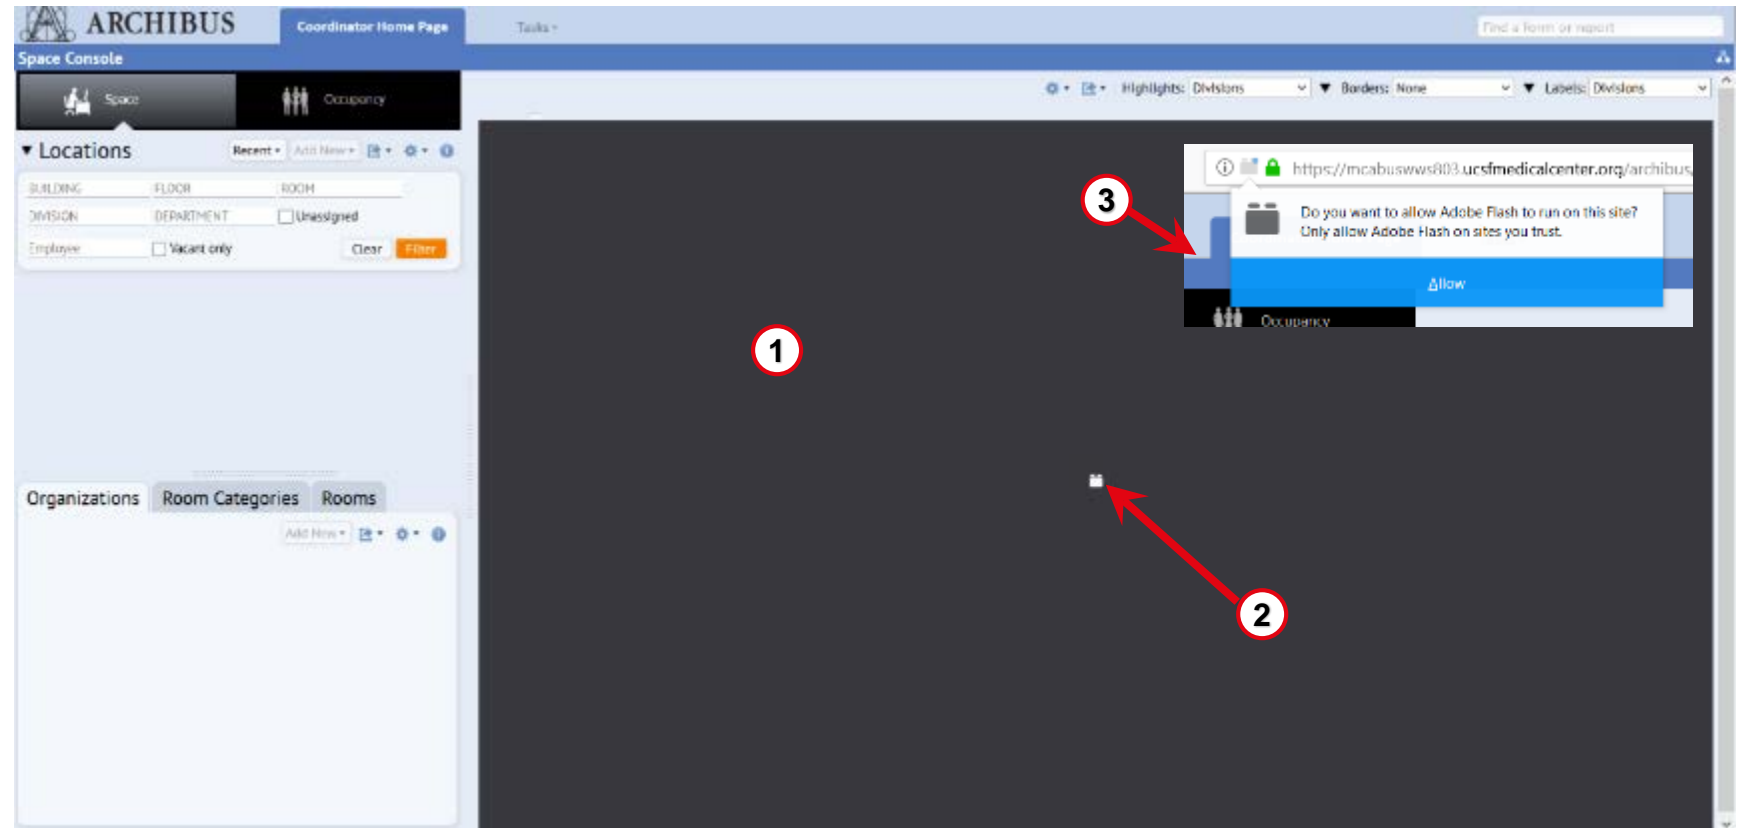 ARCHIBUS
Coordinator Home Page
Tasks
Find a form or report
Space Console
Space
Occupancy
Highlights: Divisions
Borders: None
Labels: Divisions
Locations
Recent
Add New
BUILDING
FLOOR
ROOM
DIVISION
DEPARTMENT
Unassigned
Employee
Vacant only
Clear
Filter
3
https://mcabuswws803.ucsfmedicalcenter.org/archibus/
Do you want to allow Adobe Flash to run on this site?
Only allow Adobe Flash on sites you trust.
Allow
Occupancy
1
2
Organizations
Room Categories
Rooms
Add New